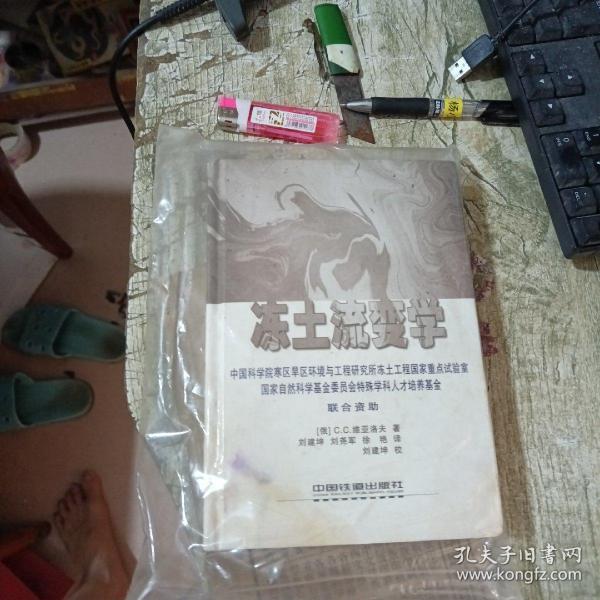 冻土流变学
中国科学院寒区旱区环境与工程研究所冻土工程国家重点试验室
国家自然科学基金委员会特殊学科人才培养基金
联合资助
[俄] C.C.维亚洛夫 著
刘建坤 刘尧军 徐艳 译
刘建坤 校
中国铁道出版社
孔夫子旧书网
www.kongfz.com